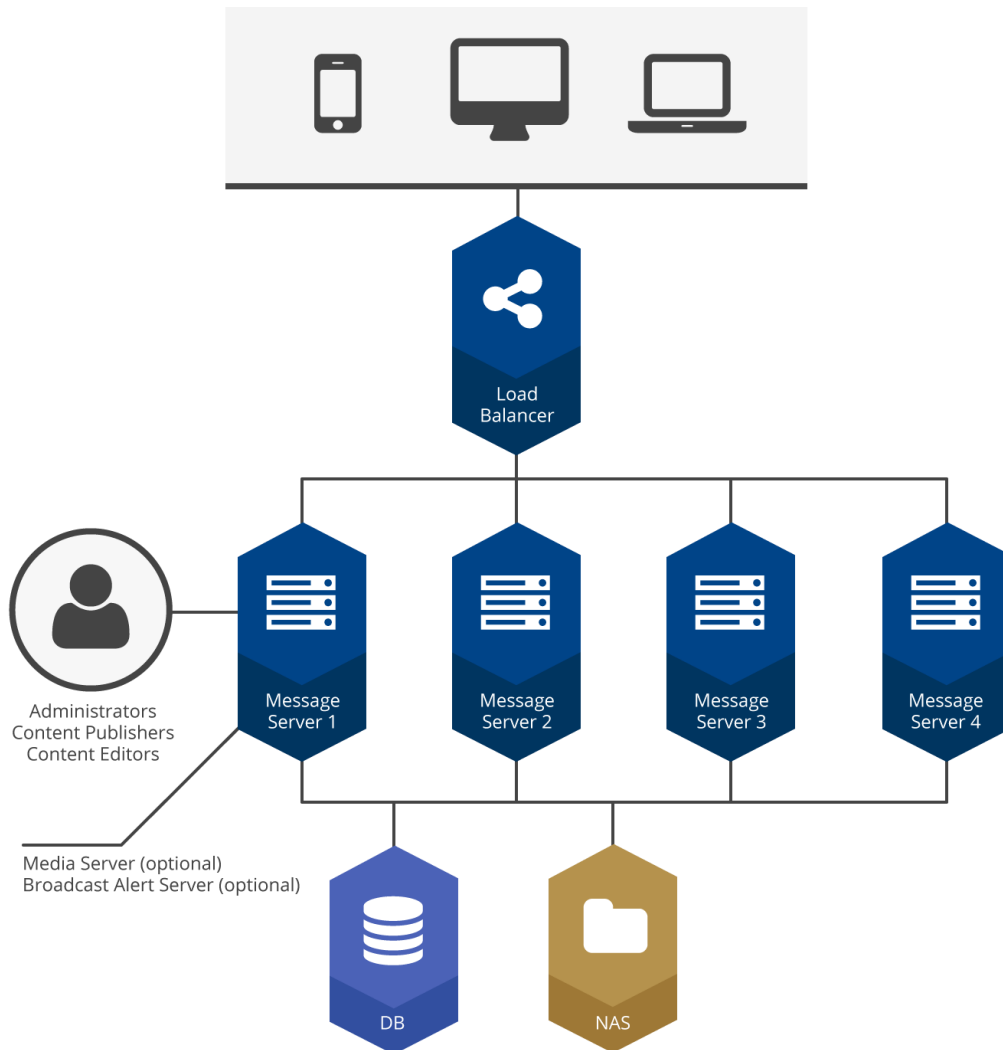 Load
Balancer
Message
Server 1
Message
Server 2
Message
Server 3
Message
Server 4
Administrators
Content Publishers
Content Editors
Media Server (optional)
Broadcast Alert Server (optional)
DB
NAS